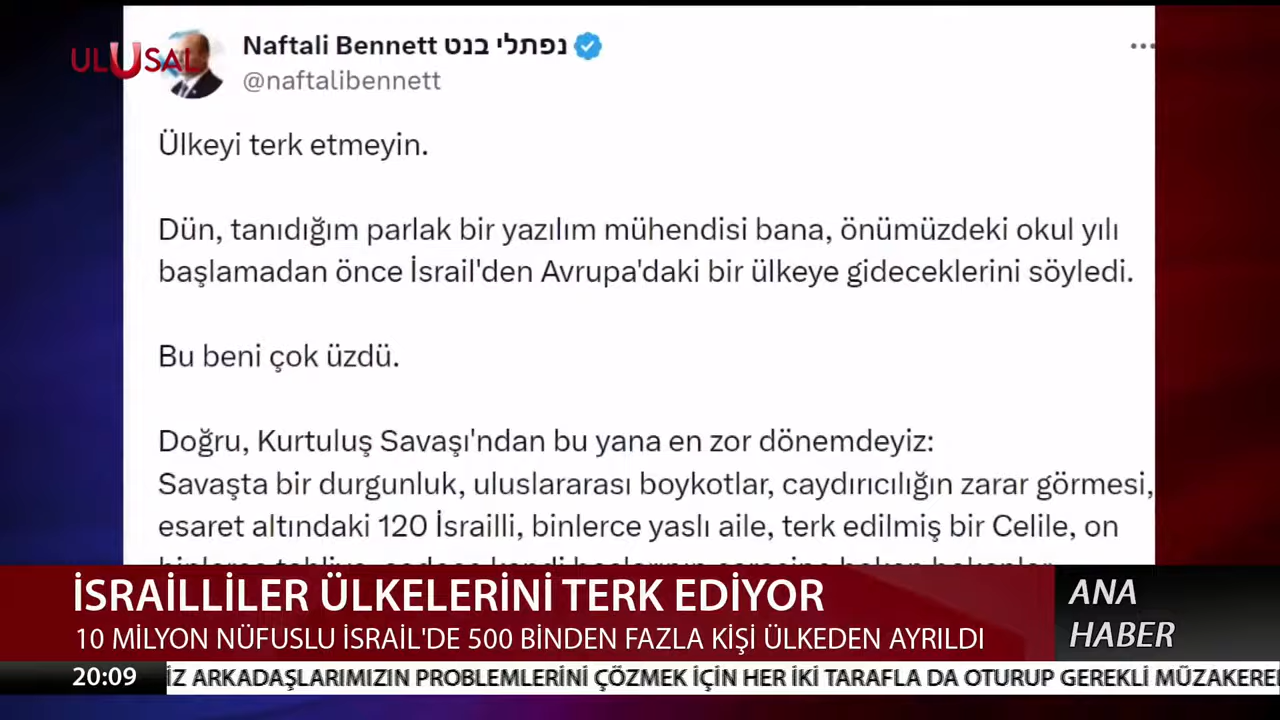 ULUSAL
Naftali Bennett נפתלי בנט
@naftalibennett
Ülkeyi terk etmeyin.
Dün, tanıdığım parlak bir yazılım mühendisi bana, önümüzdeki okul yılı
başlamadan önce İsrail'den Avrupa'daki bir ülkeye gideceklerini söyledi.
Bu beni çok üzdü.
Doğru, Kurtuluş Savaşı'ndan bu yana en zor dönemdeyiz:
Savaşta bir durgunluk, uluslararası boykotlar, caydırıcılığın zarar görmesi,
esaret altındaki 120 İsrailli, binlerce yaslı aile, terk edilmiş bir Celile, on
İSRAİLLİLER ÜLKELERİNİ TERK EDİYOR
10 MİLYON NÜFUSLU İSRAİL'DE 500 BİNDEN FAZLA KİŞİ ÜLKEDEN AYRILDI
ANA
HABER
20:09
İZ ARKADAŞLARIMIZIN PROBLEMLERİNİ ÇÖZMEK İÇİN HER İKİ TARAFLA DA OTURUP GEREKLİ MÜZAKERE